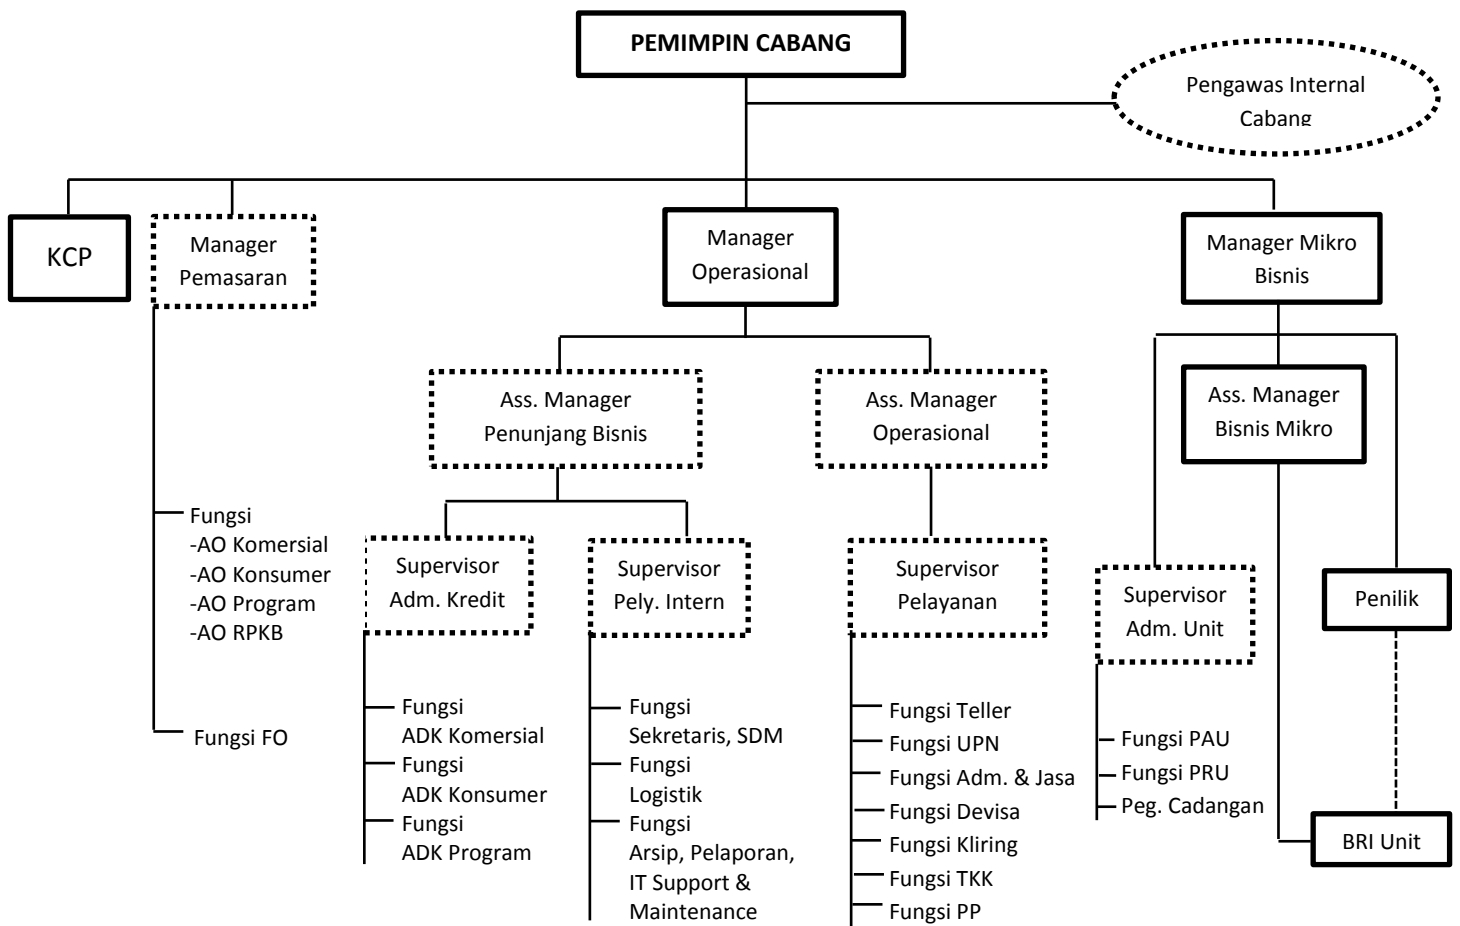 PEMIMPIN CABANG
Pengawas Internal
Cabang
KCP
Manager
Pemasaran
Manager
Operasional
Manager Mikro
Bisnis
Ass. Manager
Penunjang Bisnis
Ass. Manager
Operasional
Ass. Manager
Bisnis Mikro
Fungsi
-AO Komersial
-AO Konsumer
-AO Program
-AO RPKB
Fungsi FO
Supervisor
Adm. Kredit
Supervisor
Pely. Intern
Supervisor
Pelayanan
Supervisor
Adm. Unit
Penilik
Fungsi
ADK Komersial
Fungsi
ADK Konsumer
Fungsi
ADK Program
Fungsi
Sekretaris, SDM
Fungsi
Logistik
Fungsi
Arsip, Pelaporan,
IT Support &
Maintenance
Fungsi Teller
Fungsi UPN
Fungsi Adm. & Jasa
Fungsi Devisa
Fungsi Kliring
Fungsi TKK
Fungsi PP
Fungsi PAU
Fungsi PRU
Peg. Cadangan
BRI Unit